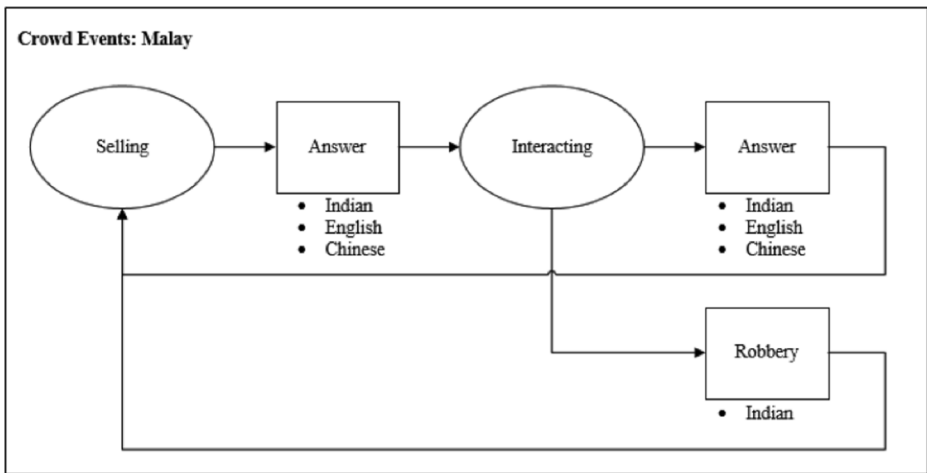 Crowd Events: Malay
Selling
Answer
Interacting
Answer
• Indian
• English
• Chinese
• Indian
• English
• Chinese
Robbery
• Indian